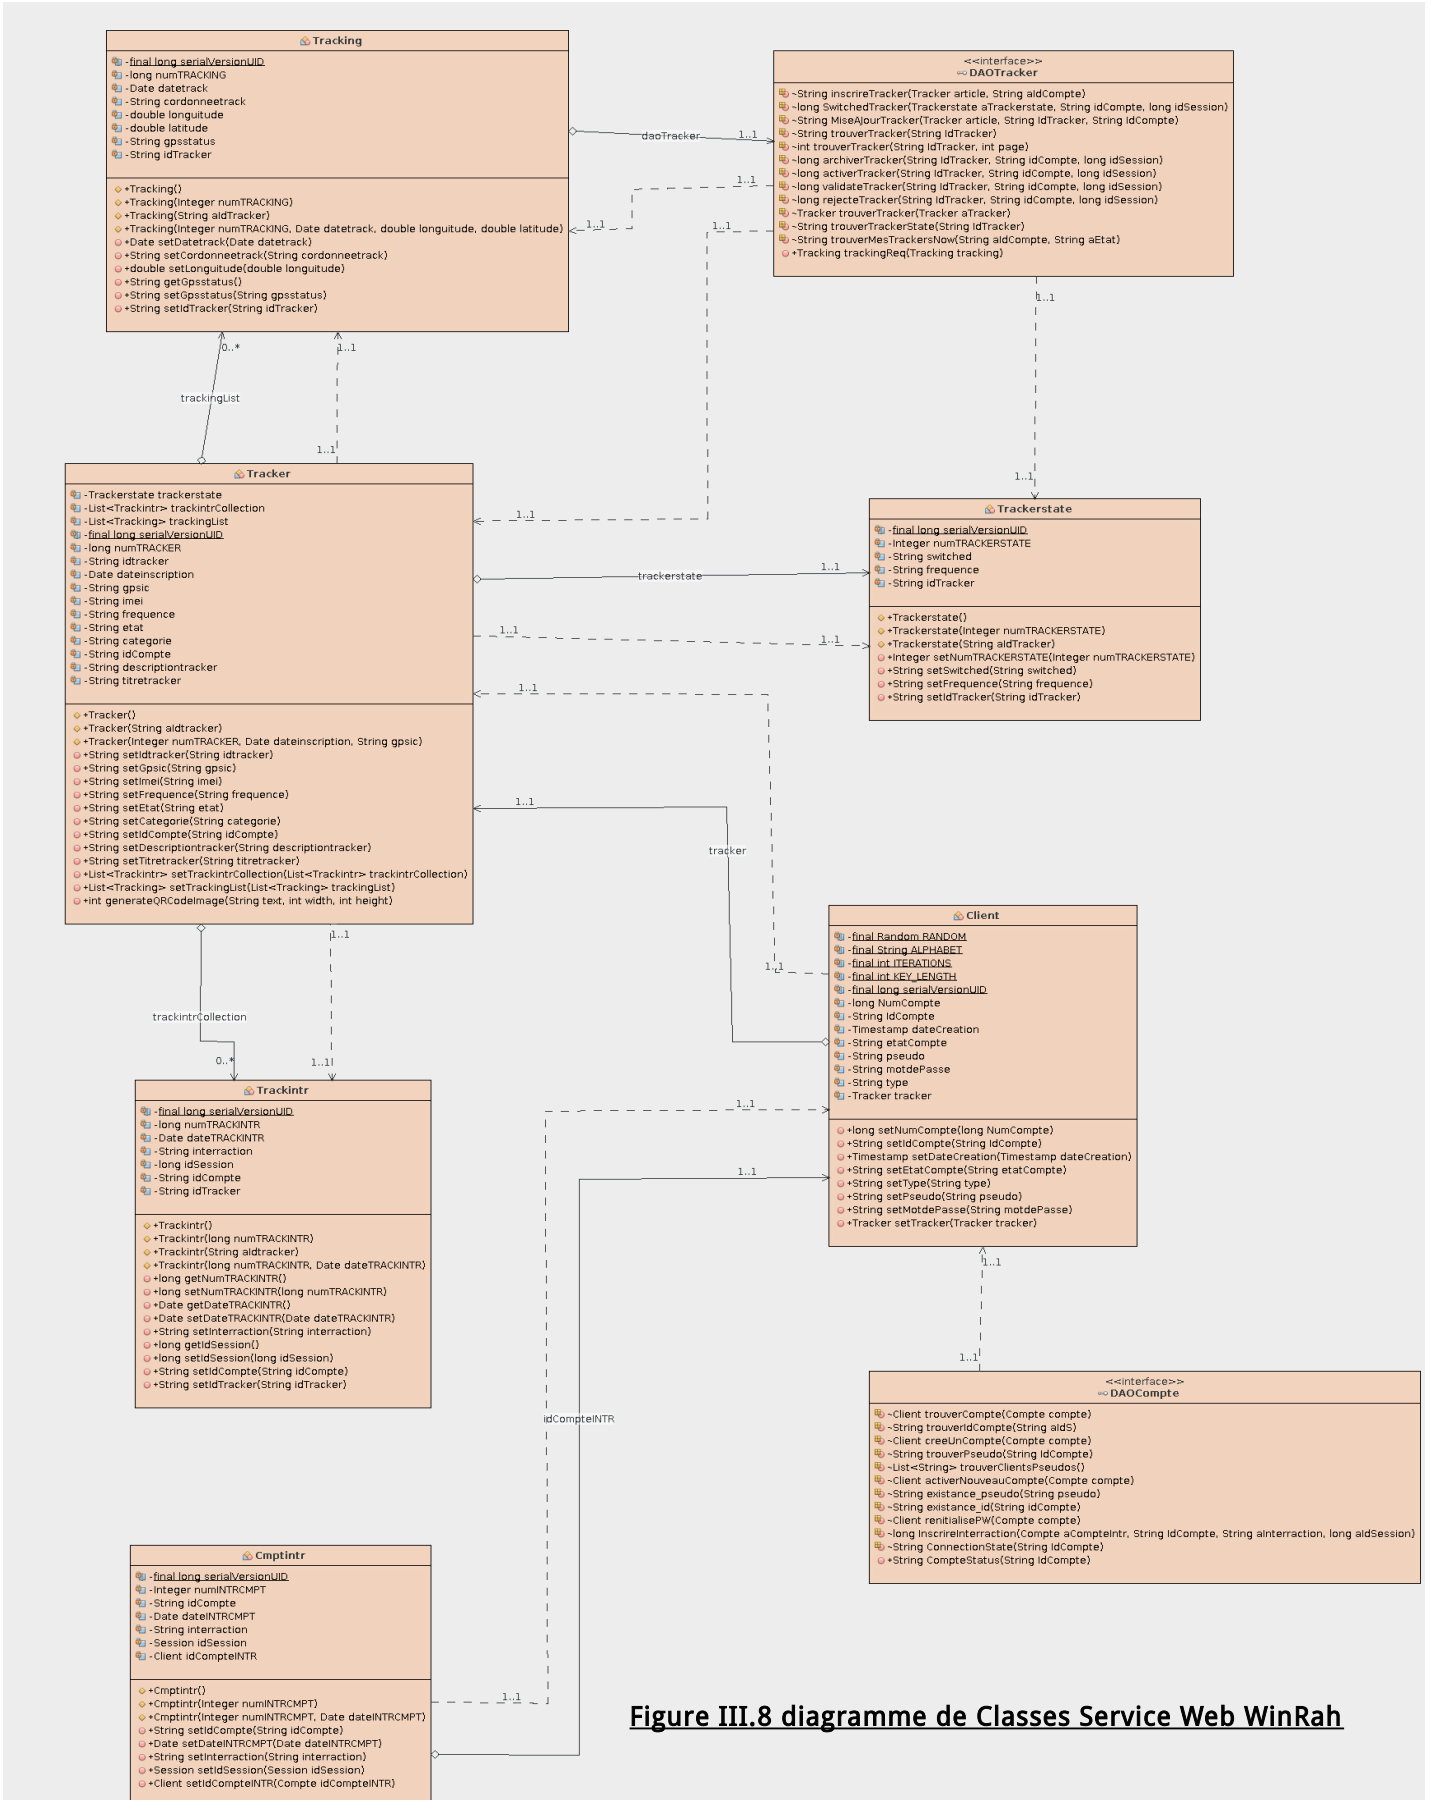 Tracking
-final long serialVersionUID
-long numTRACKING
-Date datetrack
-String cordonneetrack
-double longuitude
-double latitude
-String gpsstatus
-String idTracker
+Tracking()
+Tracking(Integer numTRACKING)
+Tracking(String aIdTracker)
+Tracking(Integer numTRACKING, Date datetrack, double longuitude, double latitude)
+Date setDatetrack(Date datetrack)
+String setCordonneetrack(String cordonneetrack)
+double setLonguitude(double longuitude)
+String getGpsstatus()
+String setGpsstatus(String gpsstatus)
+String setIdTracker(String idTracker)
<<interface>>
DAOTracker
~String inscrireTracker(Tracker article, String aIdCompte)
~long SwitchedTracker(Trackerstate aTrackerstate, String idCompte, long idSession)
~String MiseAJourTracker(Tracker article, String IdTracker, String IdCompte)
~String trouverTracker(String IdTracker)
~int trouverTracker(String IdTracker, int page)
~long archiverTracker(String IdTracker, String idCompte, long idSession)
~long activerTracker(String IdTracker, String idCompte, long idSession)
~long validateTracker(String IdTracker, String idCompte, long idSession)
~long rejecteTracker(String IdTracker, String idCompte, long idSession)
~Tracker trouverTracker(Tracker aTracker)
~String trouverTrackerState(String IdTracker)
~String trouverMesTrackersNow(String aIdCompte, String aEtat)
+Tracking trackingReq(Tracking tracking)
daoTracker
1..1
1..1
1..1
1..1
1..1
0..*
1..1
trackingList
1..1
1..1
1..1
Tracker
-Trackerstate trackerstate
-List<Trackintr> trackintrCollection
-List<Tracking> trackingList
-final long serialVersionUID
-long numTRACKER
-String idtracker
-Date dateinscription
-String gpsic
-String imei
-String frequence
-String etat
-String categorie
-String idCompte
-String descriptiontracker
-String titretracker
+Tracker()
+Tracker(String aIdtracker)
+Tracker(Integer numTRACKER, Date dateinscription, String gpsic)
+String setIdtracker(String idtracker)
+String setGpsic(String gpsic)
+String setImei(String imei)
+String setFrequence(String frequence)
+String setEtat(String etat)
+String setCategorie(String categorie)
+String setIdCompte(String idCompte)
+String setDescriptiontracker(String descriptiontracker)
+String setTitretracker(String titretracker)
+List<Trackintr> setTrackintrCollection(List<Trackintr> trackintrCollection)
+List<Tracking> setTrackingList(List<Tracking> trackingList)
+int generateQRCodeImage(String text, int width, int height)
Trackerstate
-final long serialVersionUID
-Integer numTRACKERSTATE
-String switched
-String frequence
-String idTracker
+Trackerstate()
+Trackerstate(Integer numTRACKERSTATE)
+Trackerstate(String aIdTracker)
+Integer setNumTRACKERSTATE(Integer numTRACKERSTATE)
+String setSwitched(String switched)
+String setFrequence(String frequence)
+String setIdTracker(String idTracker)
trackerstate
1..1
1..1
1..1
1..1
1..1
tracker
1..1
1..1
trackintrCollection
0..*
1..1
Client
-final Random RANDOM
-final String ALPHABET
-final int ITERATIONS
-final int KEY_LENGTH
-final long serialVersionUID
-long NumCompte
-String IdCompte
-Timestamp dateCreation
-String etatCompte
-String pseudo
-String motdePasse
-String type
-Tracker tracker
+long setNumCompte(long NumCompte)
+String setIdCompte(String IdCompte)
+Timestamp setDateCreation(Timestamp dateCreation)
+String setEtatCompte(String etatCompte)
+String setType(String type)
+String setPseudo(String pseudo)
+String setMotdePasse(String motdePasse)
+Tracker setTracker(Tracker tracker)
Trackintr
-final long serialVersionUID
-long numTRACKINTR
-Date dateTRACKINTR
-String interraction
-long idSession
-String idCompte
-String idTracker
+Trackintr()
+Trackintr(long numTRACKINTR)
+Trackintr(String aIdtracker)
+Trackintr(long numTRACKINTR, Date dateTRACKINTR)
+long getNumTRACKINTR()
+long setNumTRACKINTR(long numTRACKINTR)
+Date getDateTRACKINTR()
+Date setDateTRACKINTR(Date dateTRACKINTR)
+String setInterraction(String interraction)
+long getIdSession()
+long setIdSession(long idSession)
+String setIdCompte(String idCompte)
+String setIdTracker(String idTracker)
1..1
1..1
1..1
1..1
idCompteINTR
<<interface>>
DAOCompte
~Client trouverCompte(Compte compte)
~String trouverIdCompte(String aIdS)
~Client creeUnCompte(Compte compte)
~String trouverPseudo(String IdCompte)
~List<String> trouverClientsPseudos()
~Client activerNouveauCompte(Compte compte)
~String existance_pseudo(String pseudo)
~String existance_id(String idCompte)
~Client renitialisePW(Compte compte)
~long InscrireInterraction(Compte aCompteIntr, String IdCompte, String aInterraction, long aIdSession)
~String ConnectionState(String IdCompte)
+String CompteStatus(String IdCompte)
Cmptintr
-final long serialVersionUID
-Integer numINTRCMPT
-String idCompte
-Date dateINTRCMPT
-String interraction
-Session idSession
-Client idCompteINTR
+Cmptintr()
+Cmptintr(Integer numINTRCMPT)
+Cmptintr(Integer numINTRCMPT, Date dateINTRCMPT)
+String setIdCompte(String idCompte)
+Date setDateINTRCMPT(Date dateINTRCMPT)
+String setInterraction(String interraction)
+Session setIdSession(Session idSession)
+Client setIdCompteINTR(Compte idCompteINTR)
1..1
Figure III.8 diagramme de Classes Service Web WinRah